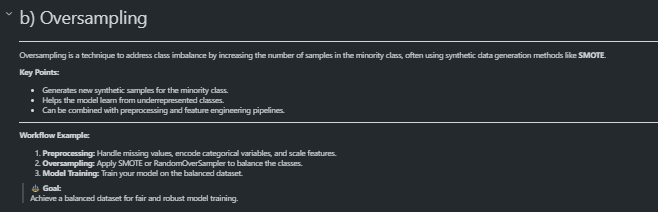 b) Oversampling
Oversampling is a technique to address class imbalance by increasing the number of samples in the minority class, often using synthetic data generation methods like SMOTE.
Key Points:
• Generates new synthetic samples for the minority class.
• Helps the model learn from underrepresented classes.
• Can be combined with preprocessing and feature engineering pipelines.
Workflow Example:
1. Preprocessing: Handle missing values, encode categorical variables, and scale features.
2. Oversampling: Apply SMOTE or RandomOverSampler to balance the classes.
3. Model Training: Train your model on the balanced dataset.
Goal:
Achieve a balanced dataset for fair and robust model training.